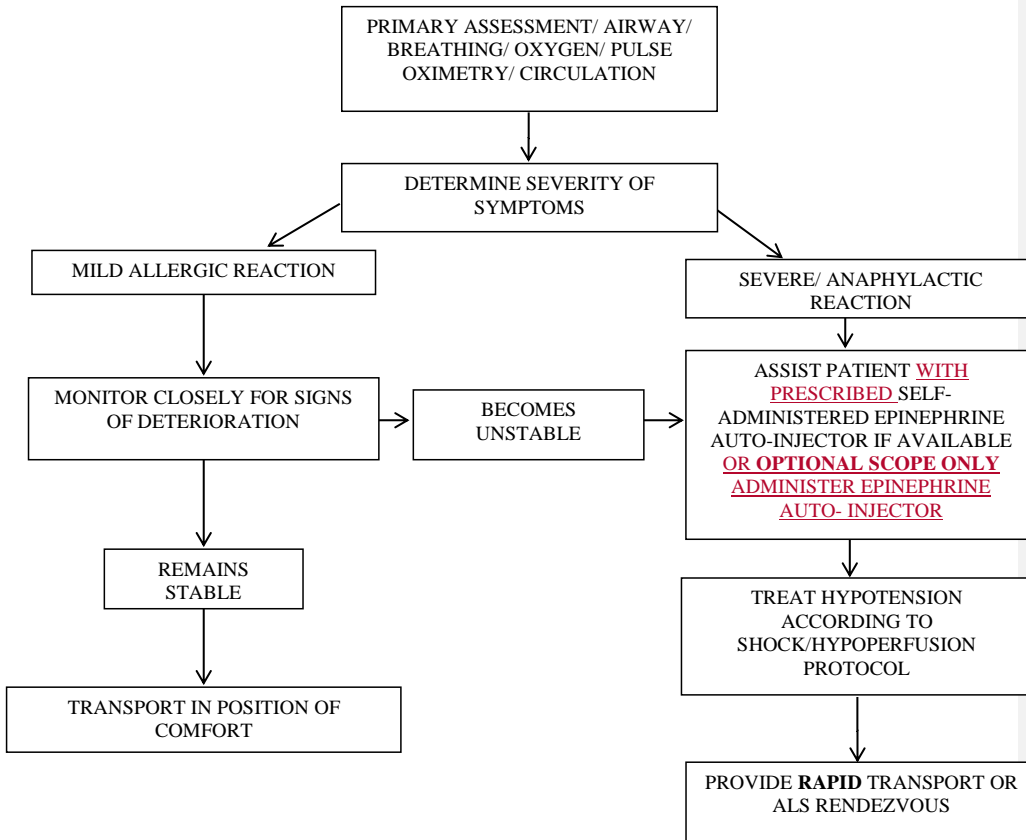 PRIMARY ASSESSMENT/ AIRWAY/
BREATHING/ OXYGEN/ PULSE
OXIMETRY/ CIRCULATION
DETERMINE SEVERITY OF
SYMPTOMS
MILD ALLERGIC REACTION
SEVERE/ ANAPHYLACTIC
REACTION
MONITOR CLOSELY FOR SIGNS
OF DETERIORATION
BECOMES
UNSTABLE
ASSIST PATIENT WITH
PRESCRIBED SELF-
ADMINISTERED EPINEPHRINE
AUTO-INJECTOR IF AVAILABLE
OR OPTIONAL SCOPE ONLY
ADMINISTER EPINEPHRINE
AUTO- INJECTOR
REMAINS
STABLE
TREAT HYPOTENSION
ACCORDING TO
SHOCK/HYPOPERFUSION
PROTOCOL
TRANSPORT IN POSITION OF
COMFORT
PROVIDE RAPID TRANSPORT OR
ALS RENDEZVOUS